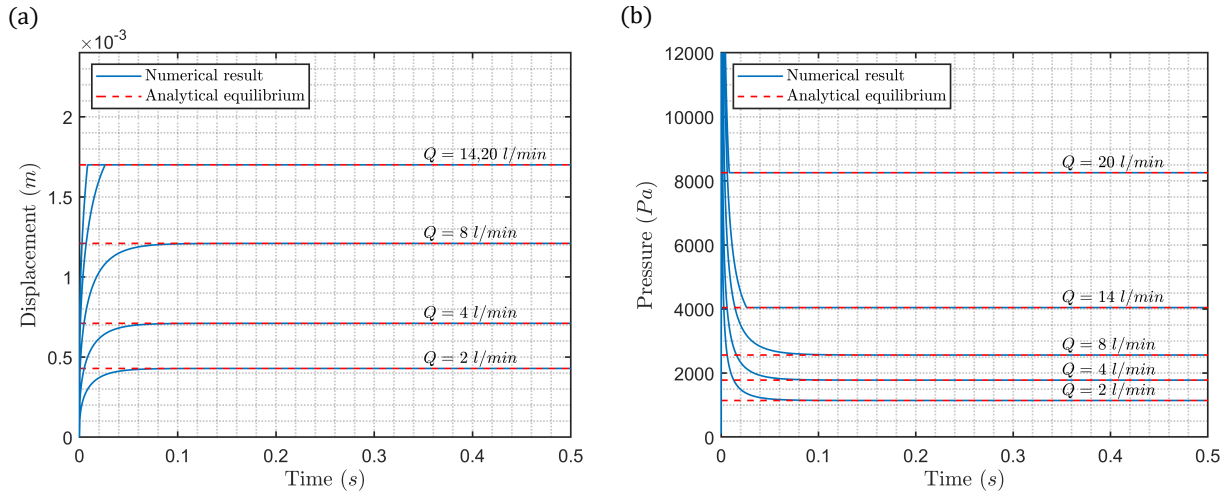 (a)
×10⁻³
Numerical result
Analytical equilibrium
2
1.5
1
0.5
0
Displacement (m)
Q = 14,20 l/min
Q = 8 l/min
Q = 4 l/min
Q = 2 l/min
0 0.1 0.2 0.3 0.4 0.5
Time (s)
(b)
Numerical result
Analytical equilibrium
12000
10000
8000
6000
4000
2000
0
Pressure (Pa)
Q = 20 l/min
Q = 14 l/min
Q = 8 l/min
Q = 4 l/min
Q = 2 l/min
0 0.1 0.2 0.3 0.4 0.5
Time (s)